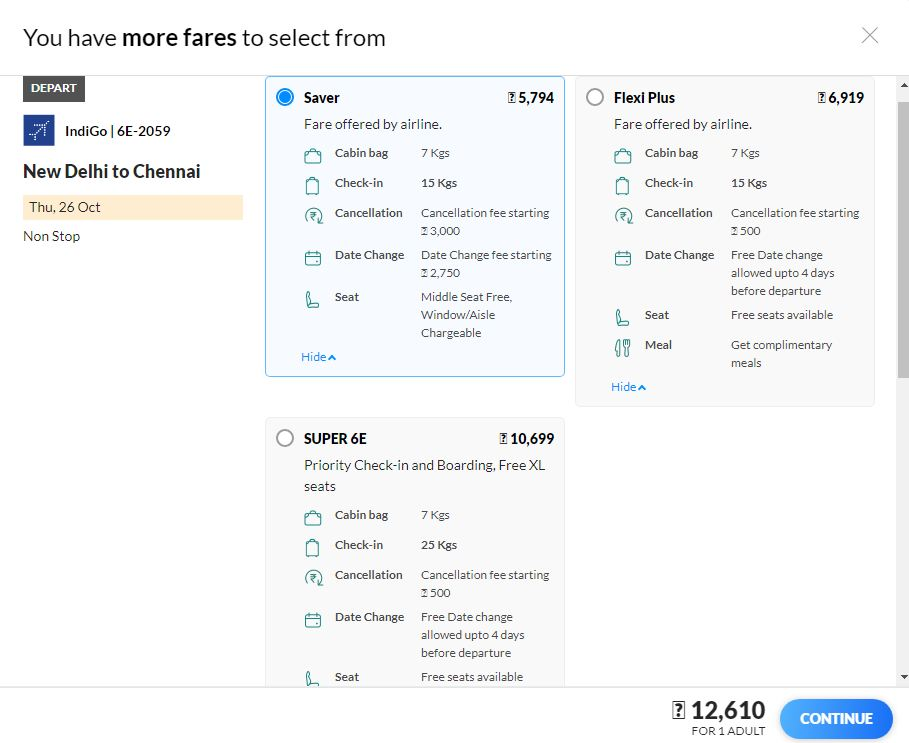 You have more fares to select from
DEPART
IndiGo | 6E-2059
New Delhi to Chennai
Thu, 26 Oct
Non Stop
Saver 5,794
Fare offered by airline.
Cabin bag 7 Kgs
Check-in 15 Kgs
Cancellation Cancellation fee starting
3,000
Date Change Date Change fee starting
2,750
Seat Middle Seat Free,
Window/Aisle
Chargeable
Hide
Flexi Plus 6,919
Fare offered by airline.
Cabin bag 7 Kgs
Check-in 15 Kgs
Cancellation Cancellation fee starting
500
Date Change Free Date change
allowed upto 4 days
before departure
Seat Free seats available
Meal Get complimentary
meals
Hide
SUPER 6E 10,699
Priority Check-in and Boarding, Free XL
seats
Cabin bag 7 Kgs
Check-in 25 Kgs
Cancellation Cancellation fee starting
500
Date Change Free Date change
allowed upto 4 days
before departure
Seat Free seats available
12,610
FOR 1 ADULT
CONTINUE